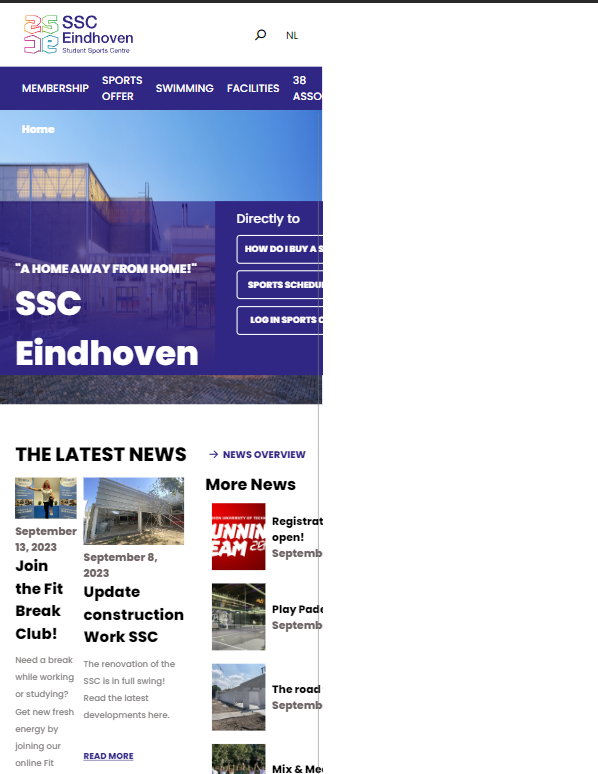 SSC
Eindhoven
Student Sports Centre
NL
MEMBERSHIP
SPORTS
OFFER
SWIMMING
FACILITIES
38
ASSO
Home
Directly to
HOW DO I BUY A S
SPORTS SCHEDU
LOG IN SPORTS C
"A HOME AWAY FROM HOME!"
SSC
Eindhoven
THE LATEST NEWS
NEWS OVERVIEW
September
13, 2023
Join
the Fit
Break
Club!
Need a break
while working
or studying?
Get new fresh
energy by
joining our
online Fit
September 8,
2023
Update
construction
Work SSC
The renovation of the
SSC is in full swing!
Read the latest
developments here.
READ MORE
More News
UNNIN
EAM
Registrat
open!
Septemb
Play Pad
Septemb
The road
Septemb
Mix & Me